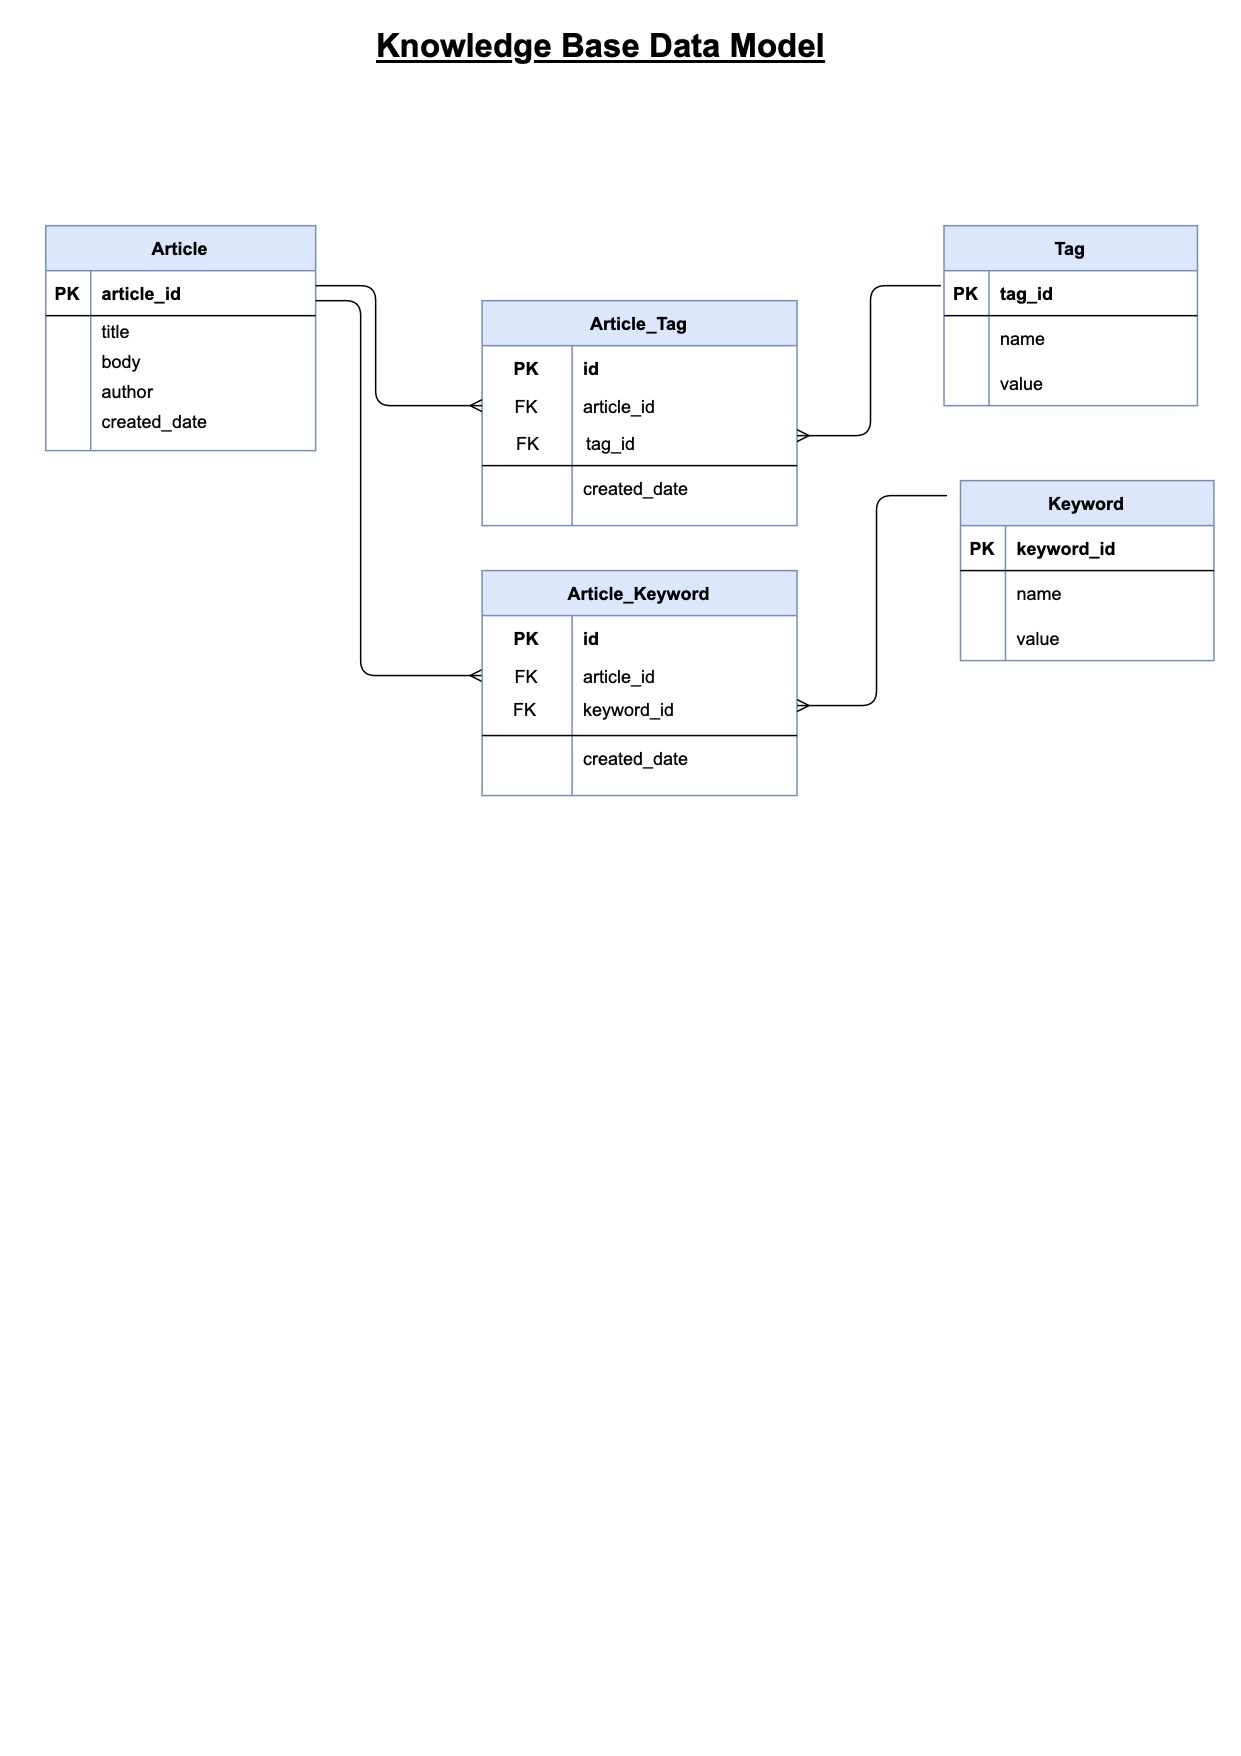 Knowledge Base Data Model
Article
PK article_id
title
body
author
created_date
Article_Tag
PK id
FK article_id
FK tag_id
created_date
Tag
PK tag_id
name
value
Article_Keyword
PK id
FK article_id
FK keyword_id
created_date
Keyword
PK keyword_id
name
value